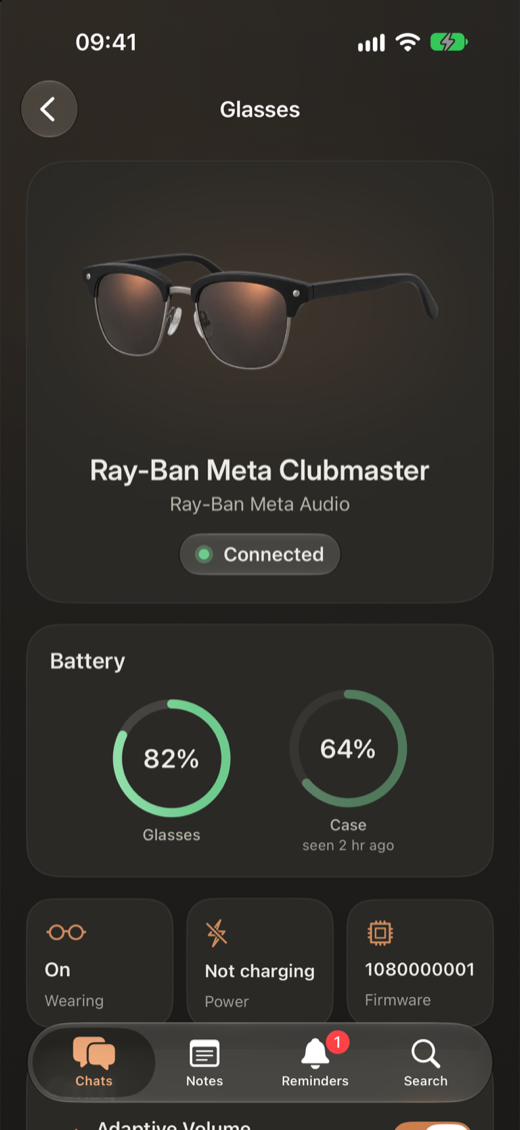 09:41
Glasses
Ray-Ban Meta Clubmaster
Ray-Ban Meta Audio
Connected
Battery
82%
64%
Glasses
Case
seen 2 hr ago
On
Not charging
1080000001
Wearing
Power
Firmware
1
Chats
Notes
Reminders
Search
Adaptive Volume